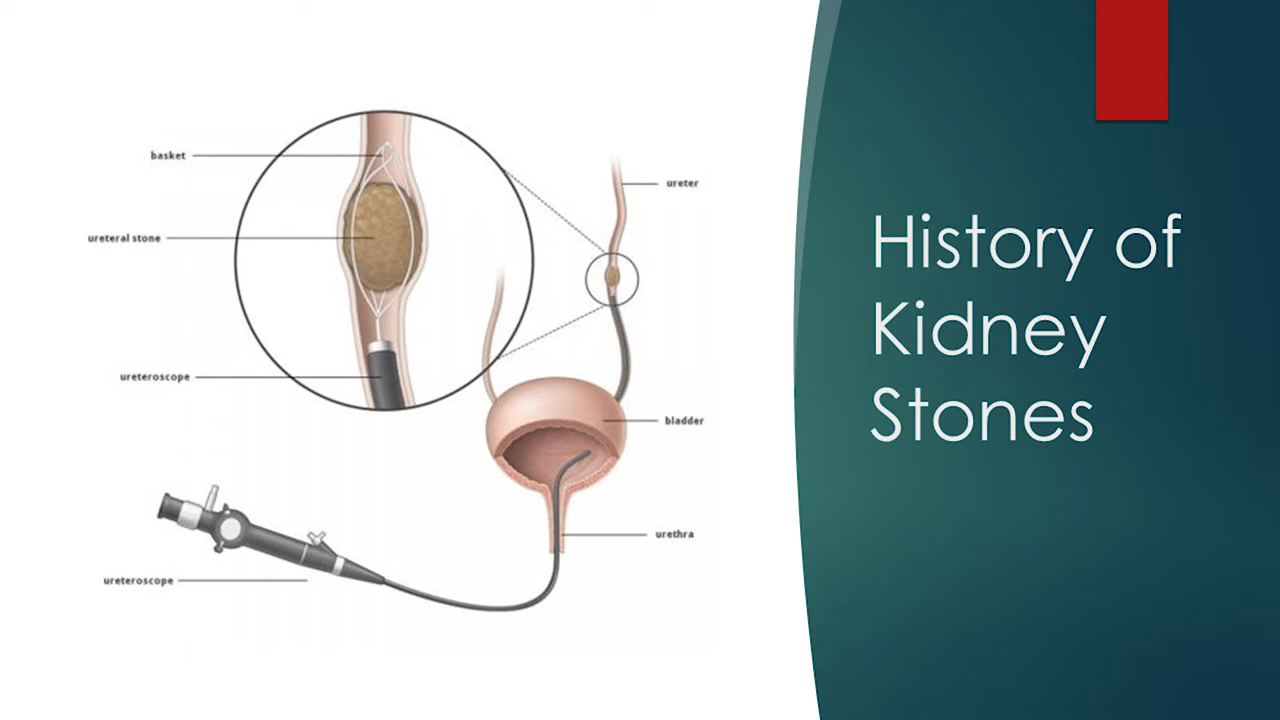 basket
ureteral stone
ureteroscope
ureteroscope
ureter
bladder
urethra
History of
Kidney
Stones